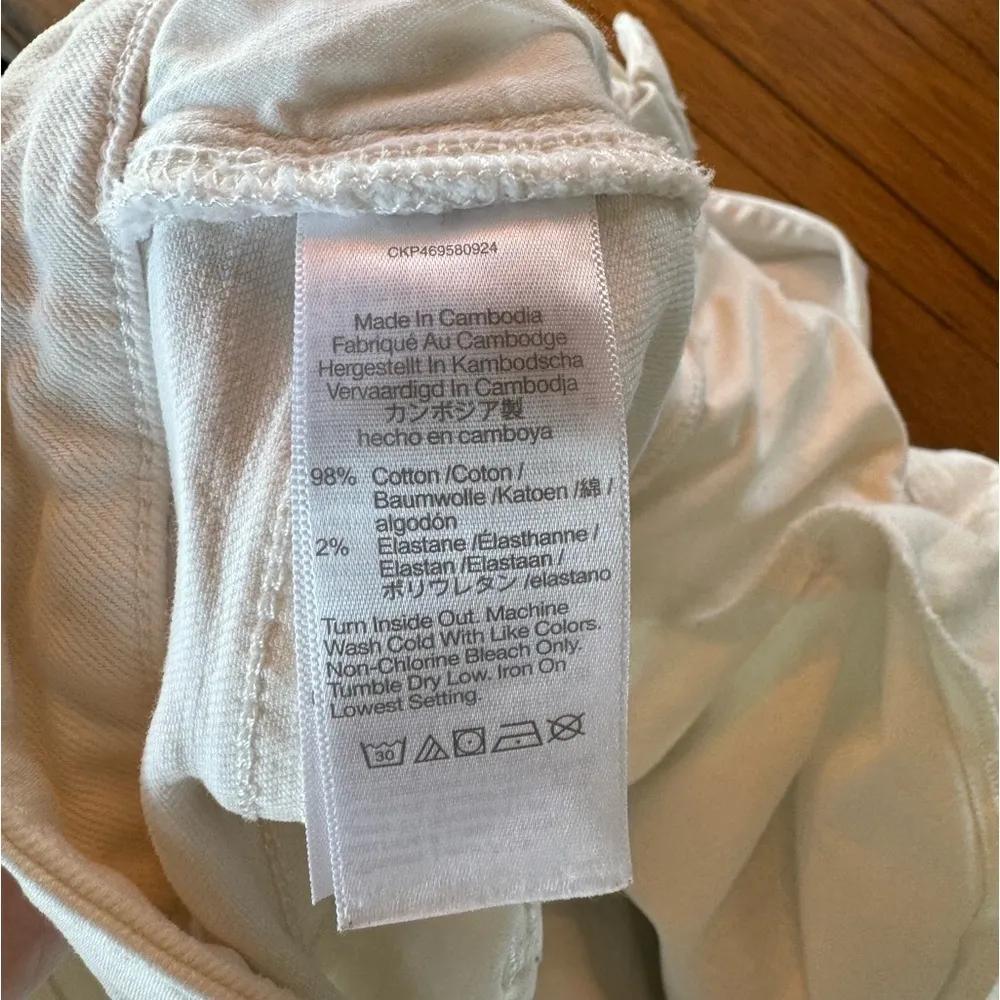 CKP469580924
Made In Cambodia
Fabriqué Au Cambodge
Hergestellt In Kambodscha
Vervaardigd In Cambodja
カンボジア製
hecho en camboya
98% Cotton /Coton /
Baumwolle /Katoen /綿 /
algodón
2% Elastane /Élasthanne /
Elastan /Elastaan /
ポリウレタン /elastano
Turn Inside Out. Machine
Wash Cold With Like Colors.
Non-Chlorine Bleach Only.
Tumble Dry Low. Iron On
Lowest Setting.
30